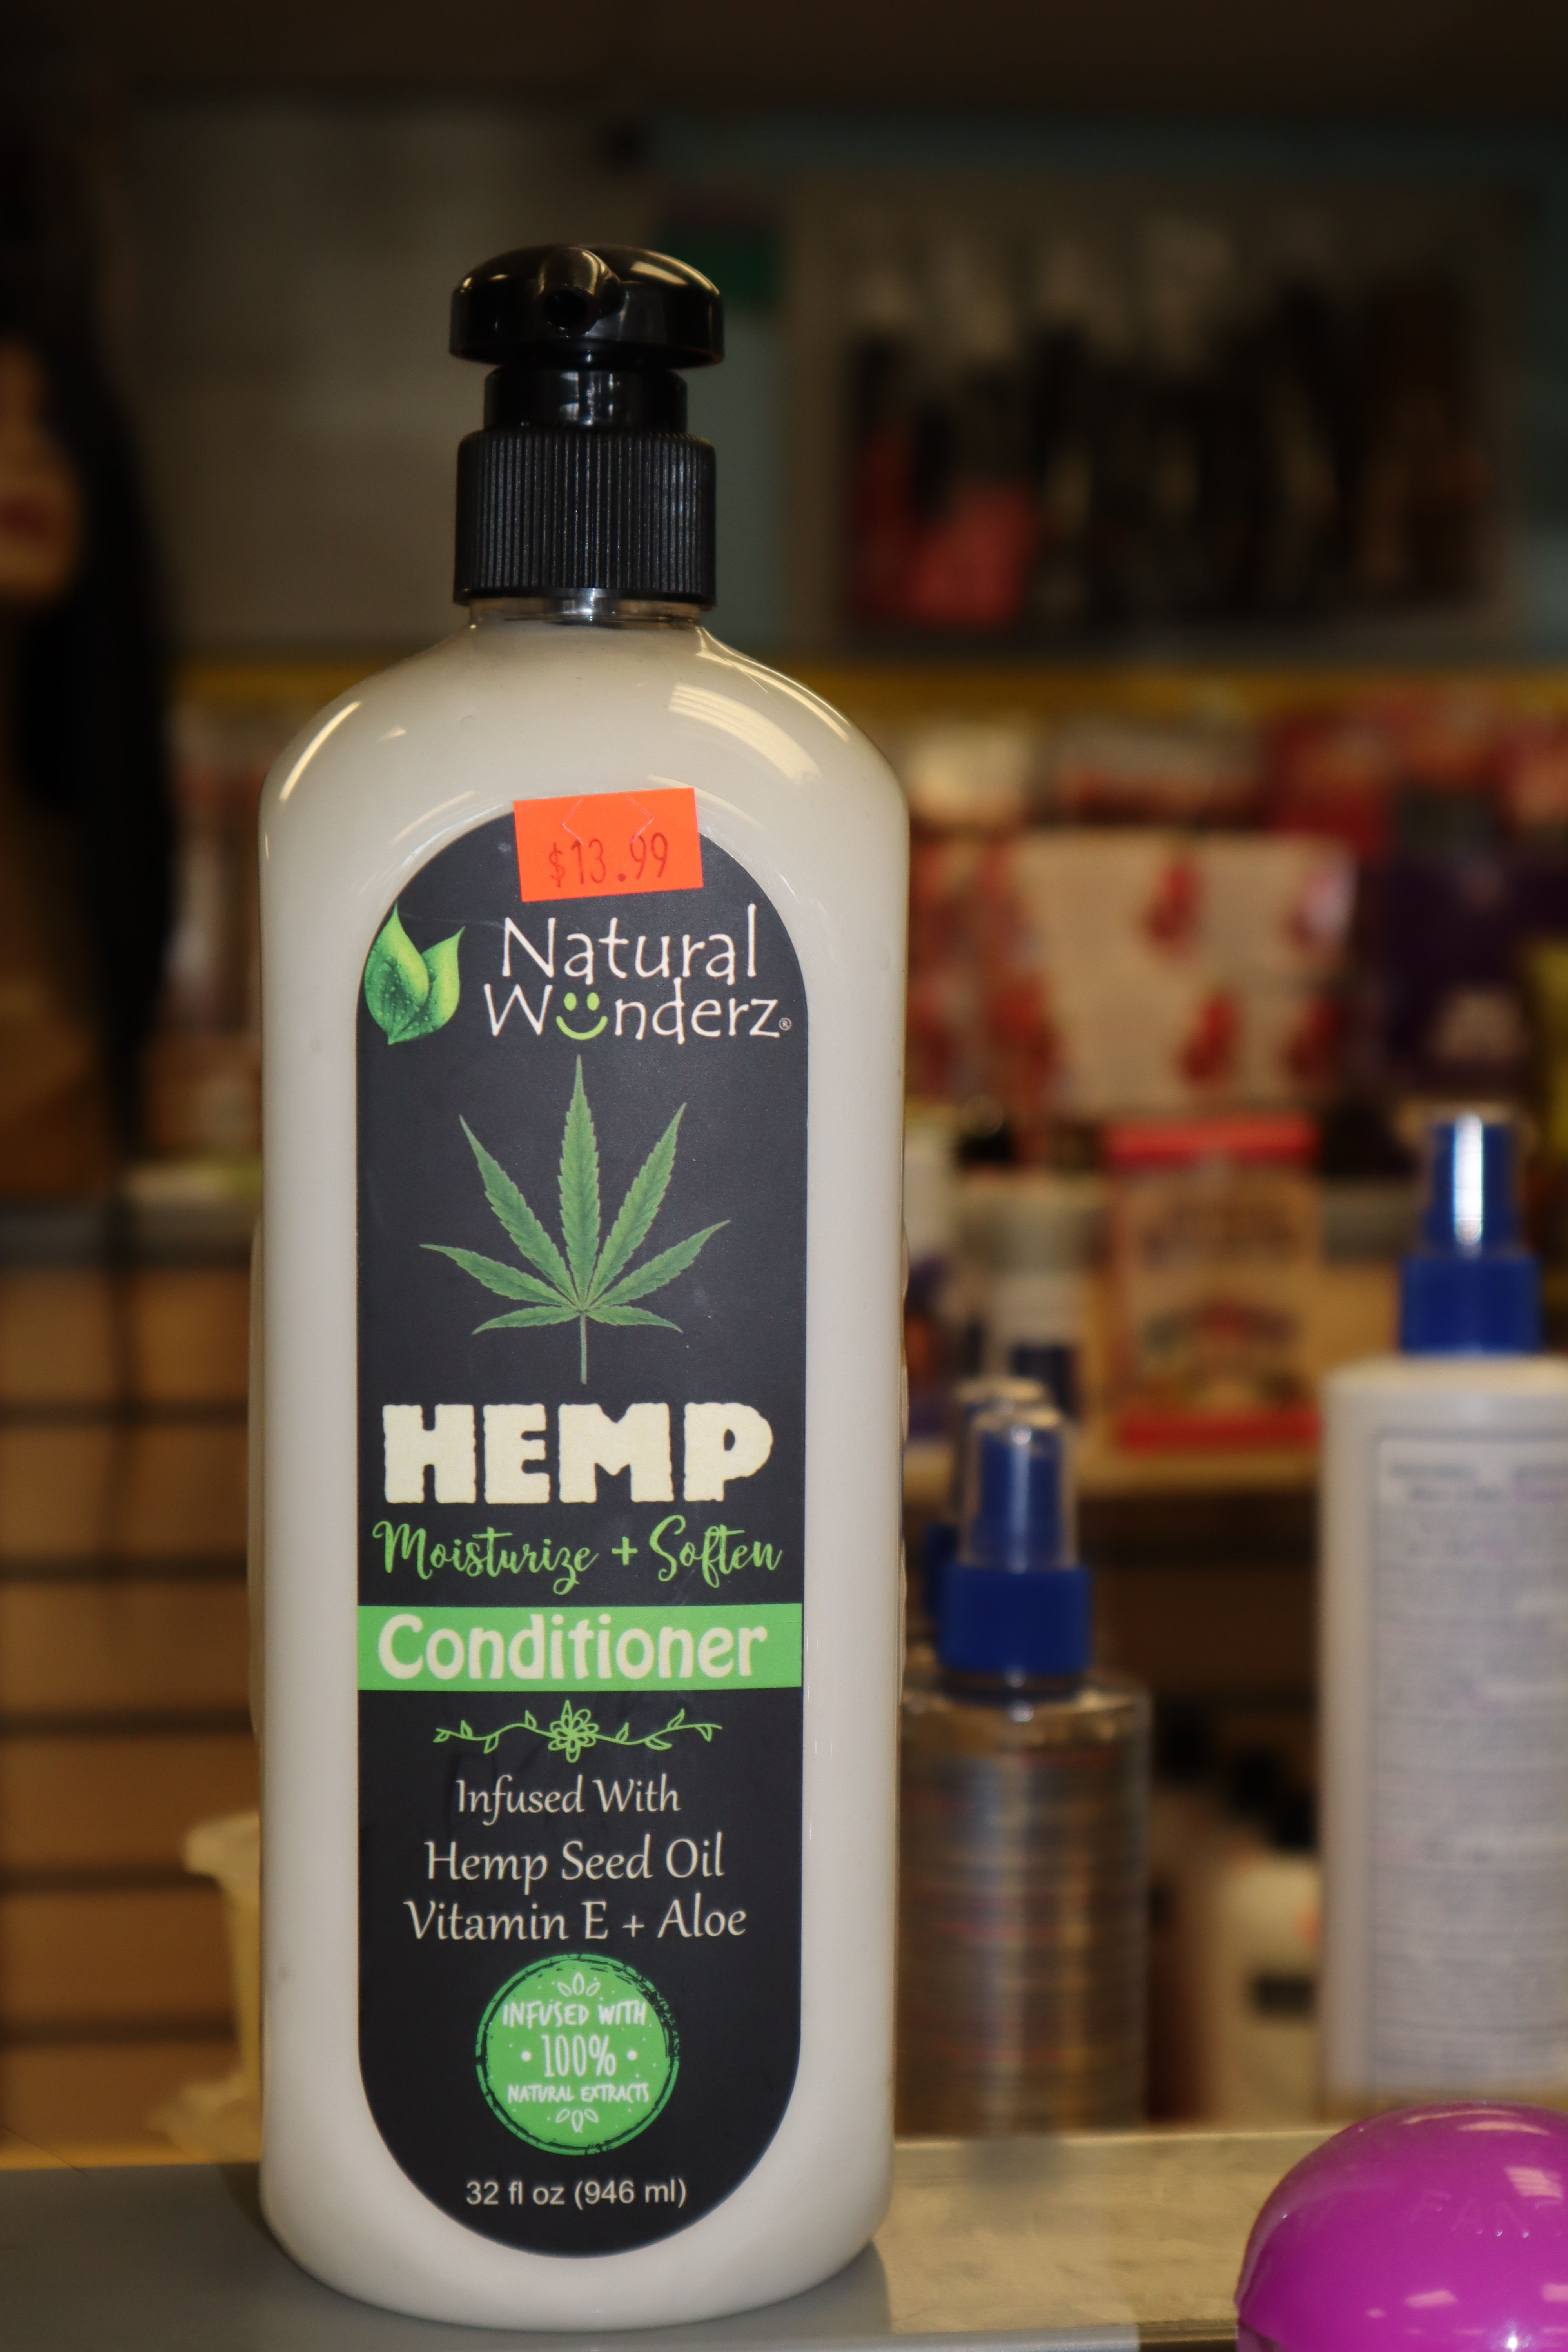 $13.99
Natural
Wünderz®
HEMP
Moisturize + Soften
Conditioner
Infused With
Hemp Seed Oil
Vitamin E + Aloe
INFUSED WITH
• 100% •
NATURAL EXTRACTS
32 fl oz (946 ml)